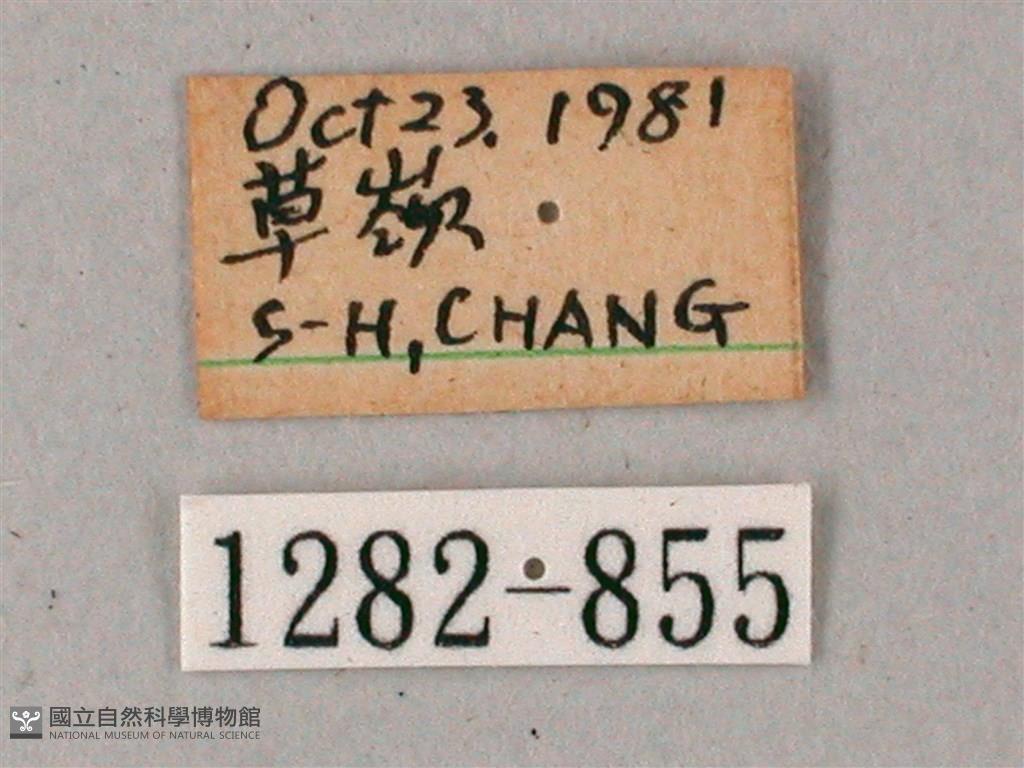 Oct 23. 1981
草嶺
S-H, CHANG
1282-855
國立自然科學博物館
NATIONAL MUSEUM OF NATURAL SCIENCE